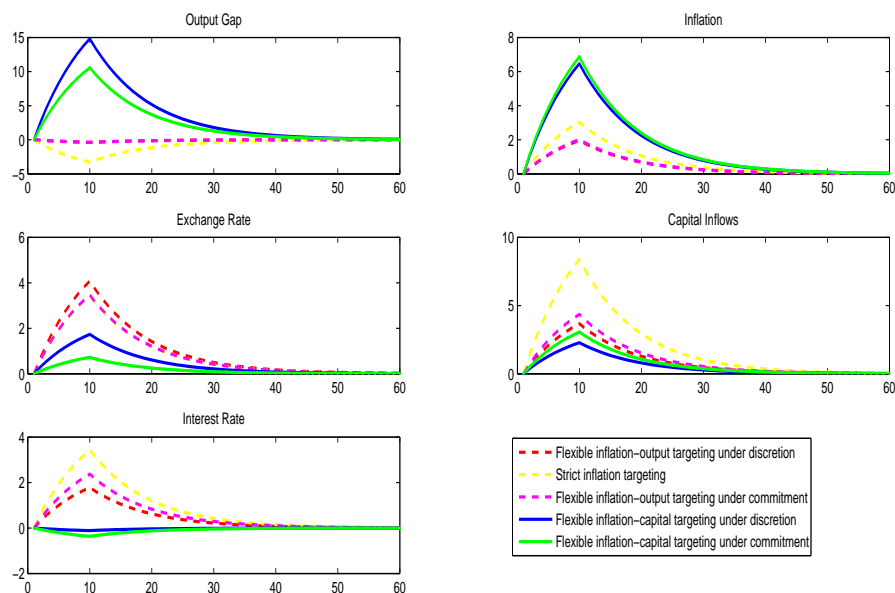 Output Gap
15
10
5
0
−5
0 10 20 30 40 50 60
Inflation
8
6
4
2
0
0 10 20 30 40 50 60
Exchange Rate
6
4
2
0
0 10 20 30 40 50 60
Capital Inflows
10
5
0
0 10 20 30 40 50 60
Interest Rate
4
2
0
−2
0 10 20 30 40 50 60
Flexible inflation−output targeting under discretion
Strict inflation targeting
Flexible inflation−output targeting under commitment
Flexible inflation−capital targeting under discretion
Flexible inflation−capital targeting under commitment